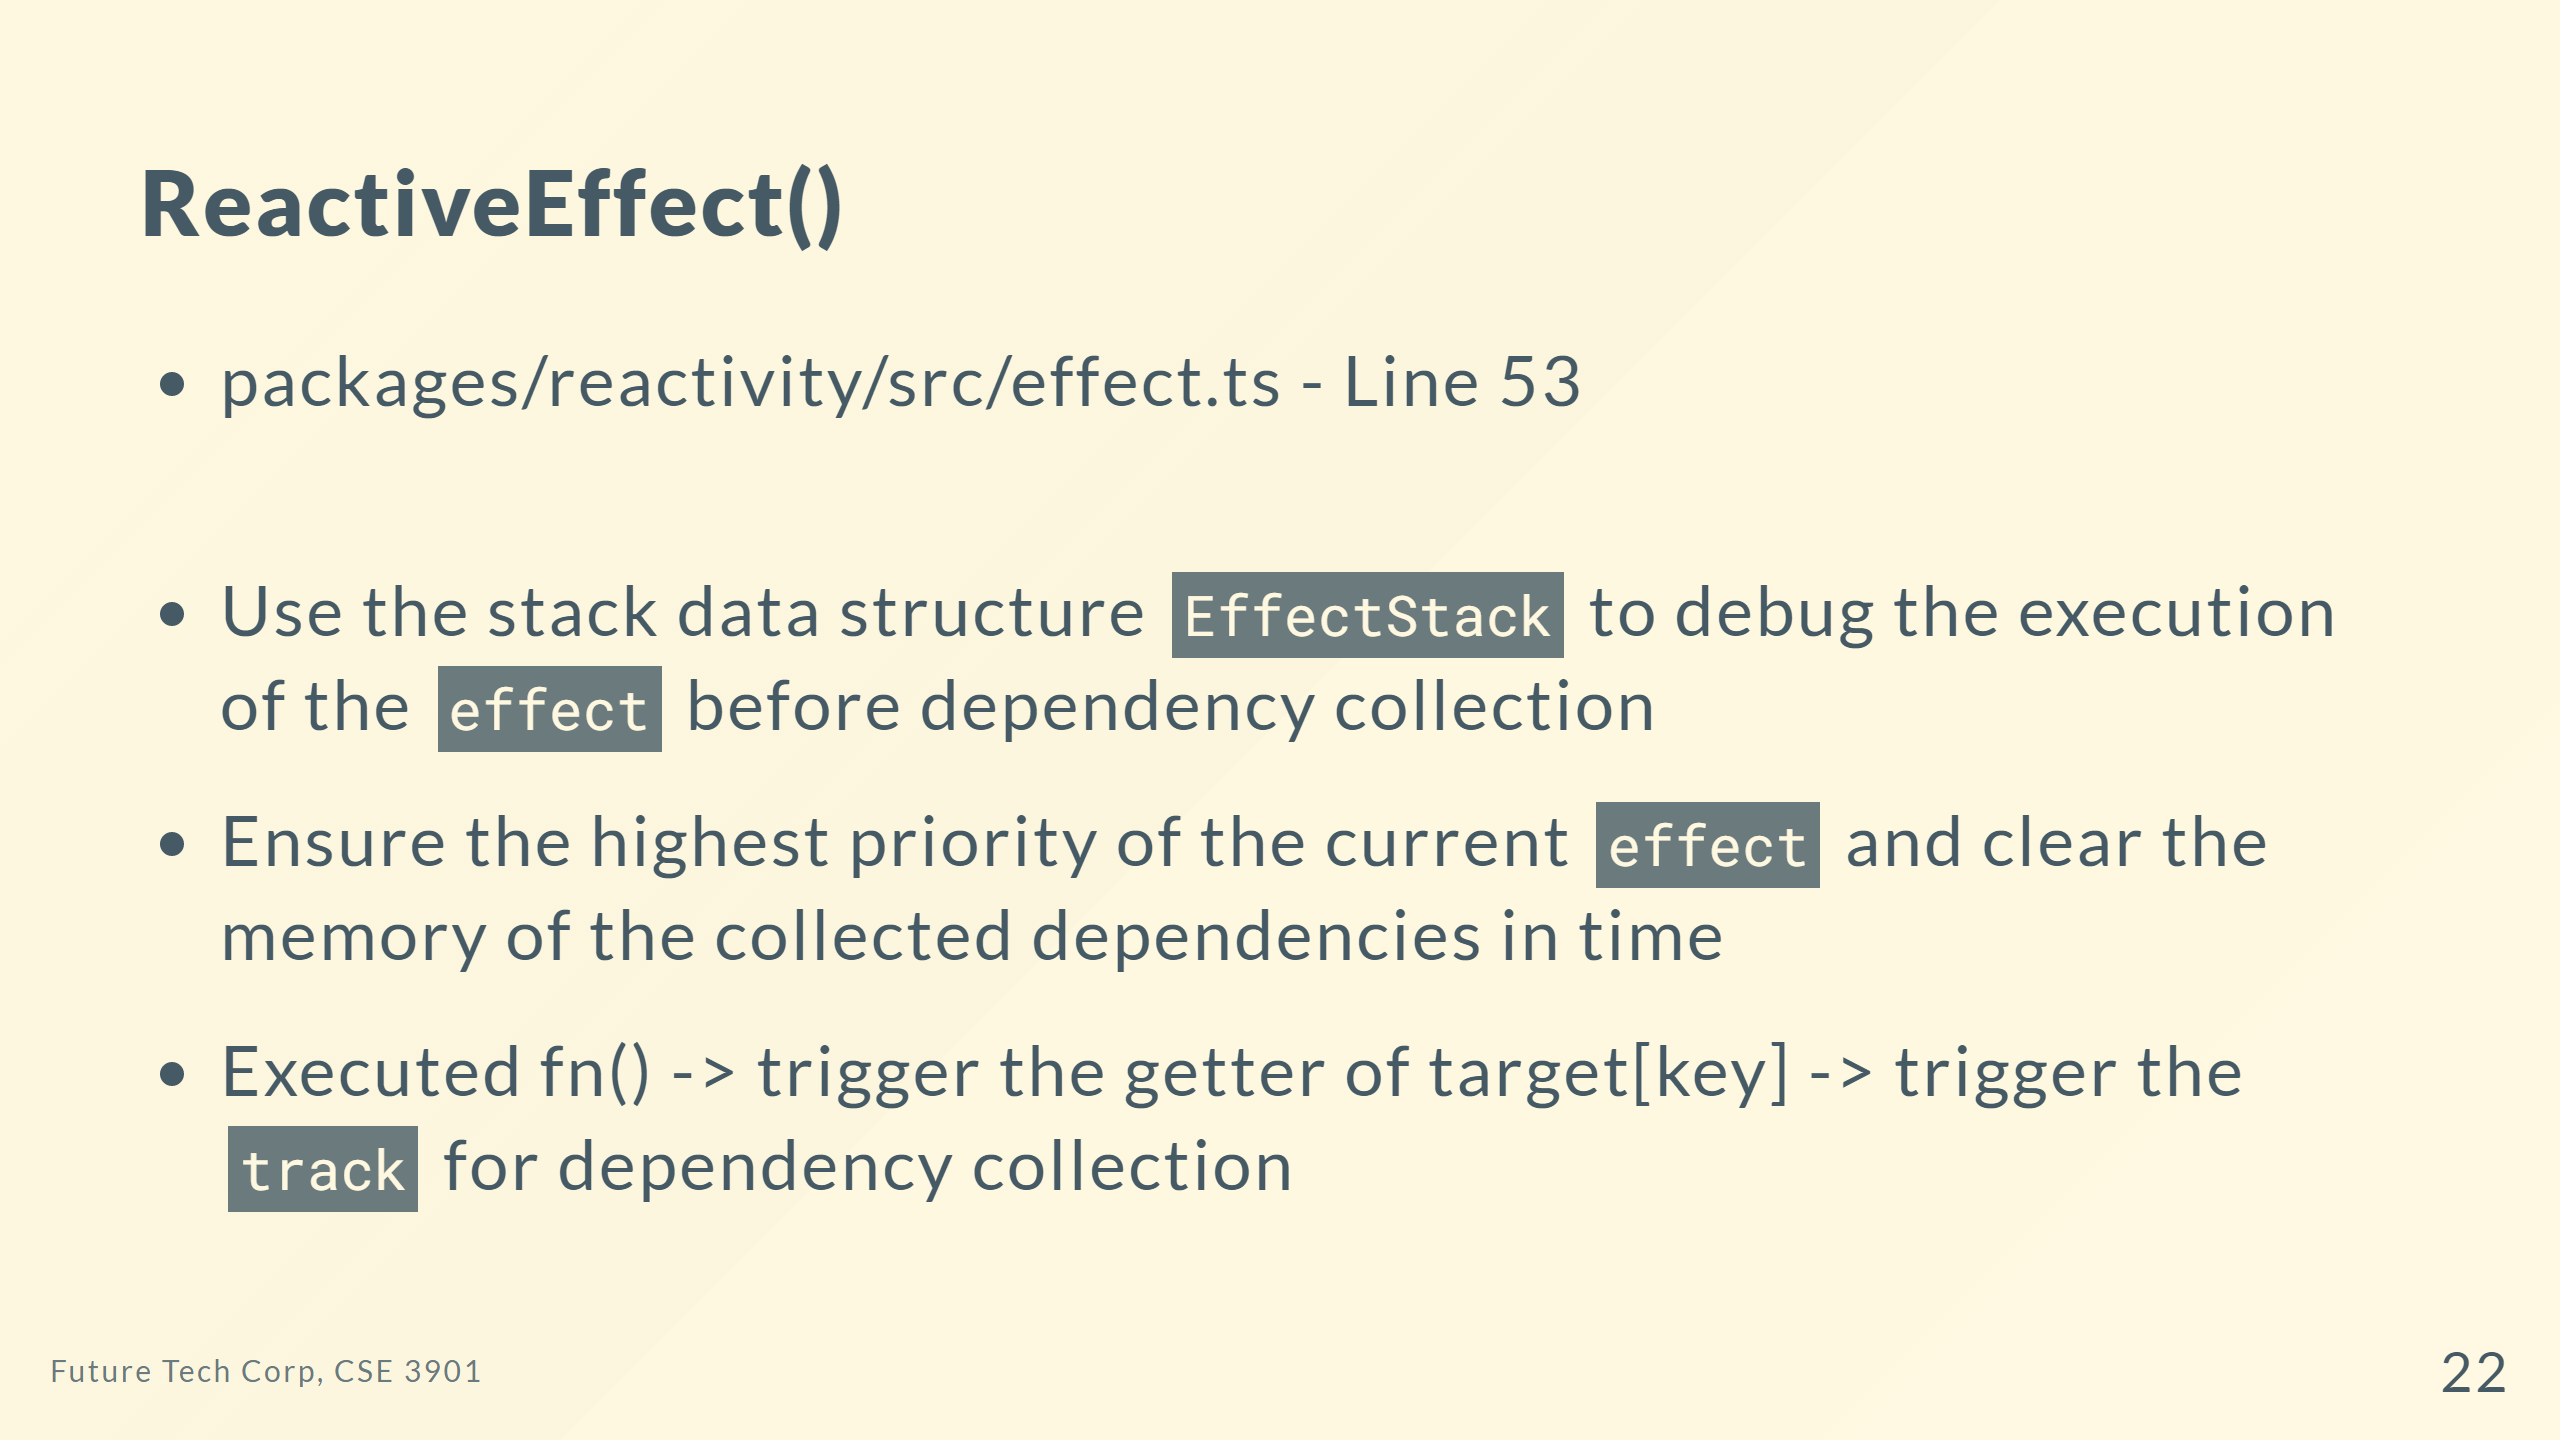 ReactiveEffect()
• packages/reactivity/src/effect.ts - Line 53
• Use the stack data structure EffectStack to debug the execution
of the effect before dependency collection
• Ensure the highest priority of the current effect and clear the
memory of the collected dependencies in time
• Executed fn() -> trigger the getter of target[key] -> trigger the
track for dependency collection
Future Tech Corp, CSE 3901
22